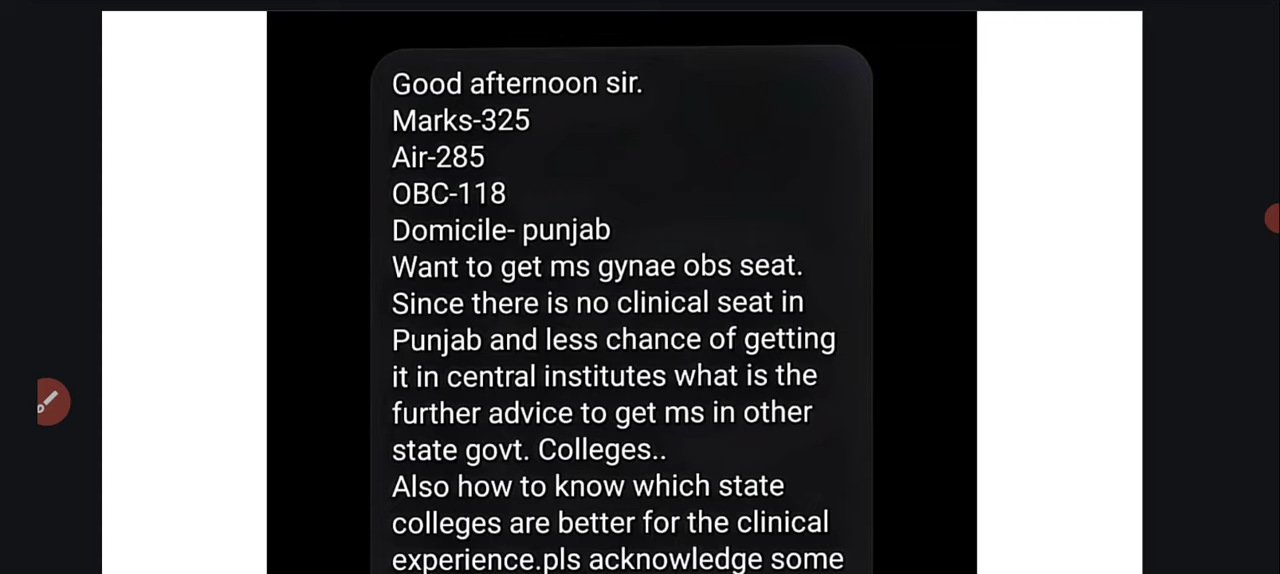 Good afternoon sir.
Marks-325
Air-285
OBC-118
Domicile- punjab
Want to get ms gynae obs seat.
Since there is no clinical seat in
Punjab and less chance of getting
it in central institutes what is the
further advice to get ms in other
state govt. Colleges..
Also how to know which state
colleges are better for the clinical
experience.pls acknowledge some